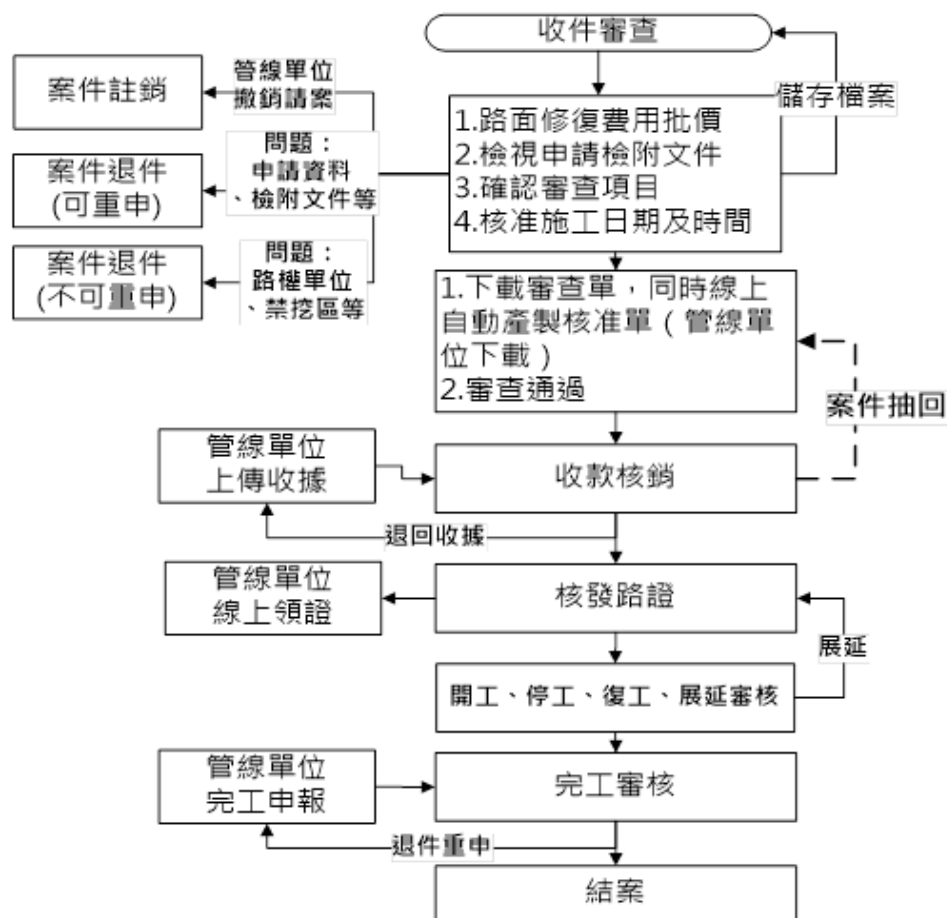 收件審查
案件註銷
管線單位
撤銷請案
儲存檔案
1.路面修復費用批價
2.檢視申請檢附文件
3.確認審查項目
4.核准施工日期及時間
案件退件
(可重申)
問題：
申請資料
、檢附文件等
案件退件
(不可重申)
問題：
路權單位
、禁挖區等
1.下載審查單，同時線上
自動產製核准單（管線單
位下載）
2.審查通過
案件抽回
管線單位
上傳收據
收款核銷
退回收據
管線單位
線上領證
核發路證
展延
開工、停工、復工、展延審核
管線單位
完工申報
完工審核
退件重申
結案